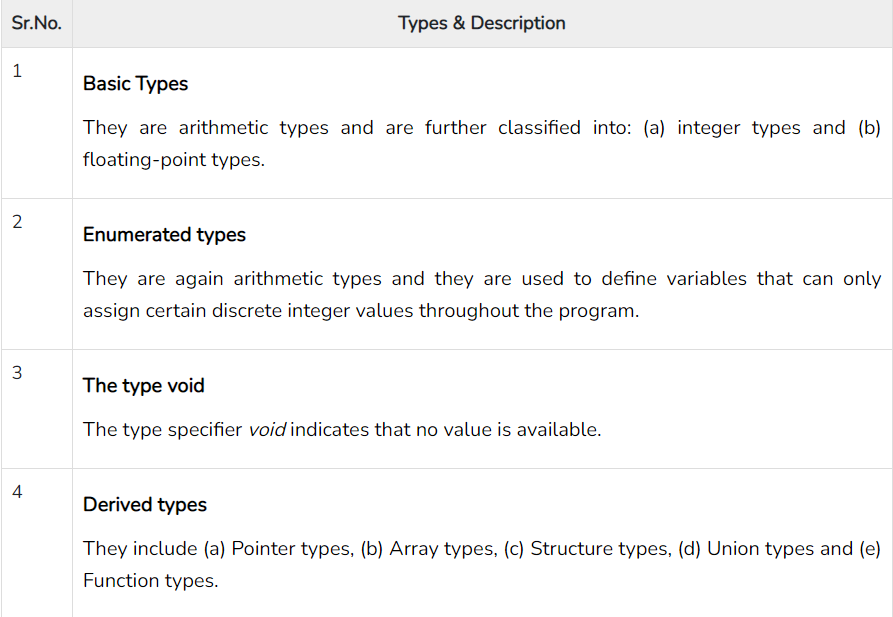 Sr.No. Types & Description
1
Basic Types
They are arithmetic types and are further classified into: (a) integer types and (b)
floating-point types.
2
Enumerated types
They are again arithmetic types and they are used to define variables that can only
assign certain discrete integer values throughout the program.
3
The type void
The type specifier void indicates that no value is available.
4
Derived types
They include (a) Pointer types, (b) Array types, (c) Structure types, (d) Union types and (e)
Function types.